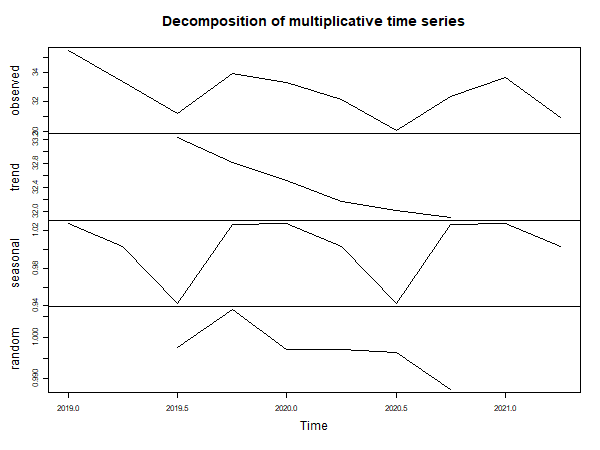 Decomposition of multiplicative time series
observed
34
32
30
trend
33.2
32.8
32.4
32.0
seasonal
1.02
0.98
0.94
random
1.000
0.990
2019.0 2019.5 2020.0 2020.5 2021.0
Time